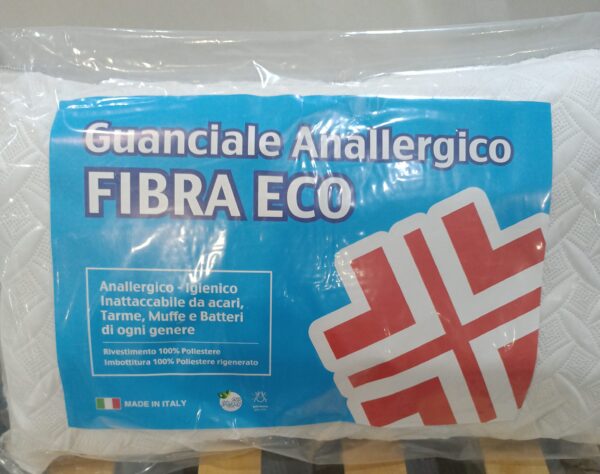 Guanciale Anallergico
FIBRA ECO
Anallergico - Igienico
Inattaccabile da acari,
Tarme, Muffe e Batteri
di ogni genere
Rivestimento 100% Poliestere
Imbottitura 100% Poliestere rigenerato
MADE IN ITALY